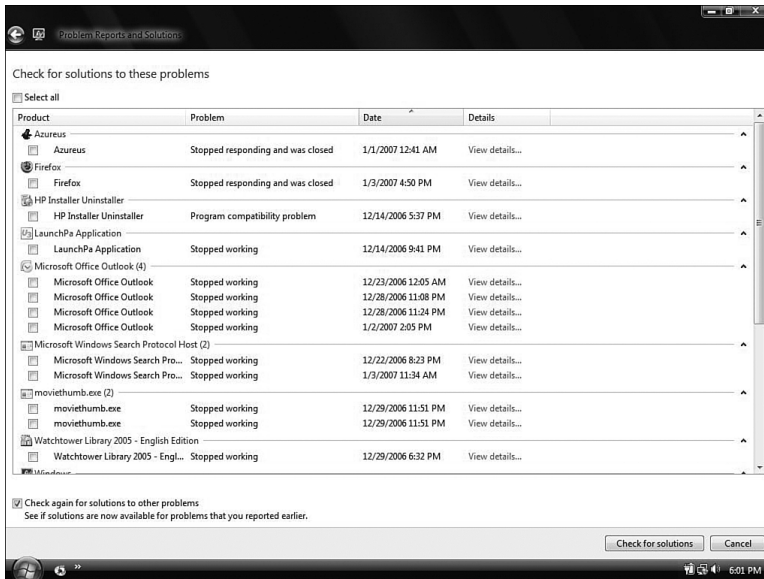 Problem Reports and Solutions
Check for solutions to these problems
Select all
Product Problem Date Details
Azureus
Azureus Stopped responding and was closed 1/1/2007 12:41 AM View details...
Firefox
Firefox Stopped responding and was closed 1/3/2007 4:50 PM View details...
HP Installer Uninstaller
HP Installer Uninstaller Program compatibility problem 12/14/2006 5:37 PM View details...
LaunchPa Application
LaunchPa Application Stopped working 12/14/2006 9:41 PM View details...
Microsoft Office Outlook (4)
Microsoft Office Outlook Stopped working 12/23/2006 12:05 AM View details...
Microsoft Office Outlook Stopped working 12/28/2006 11:08 PM View details...
Microsoft Office Outlook Stopped working 12/28/2006 11:24 PM View details...
Microsoft Office Outlook Stopped working 1/2/2007 2:05 PM View details...
Microsoft Windows Search Protocol Host (2)
Microsoft Windows Search Pro... Stopped working 12/22/2006 8:23 PM View details...
Microsoft Windows Search Pro... Stopped working 1/3/2007 11:34 AM View details...
moviethumb.exe (2)
moviethumb.exe Stopped working 12/29/2006 11:51 PM View details...
moviethumb.exe Stopped working 12/29/2006 11:51 PM View details...
Watchtower Library 2005 - English Edition
Watchtower Library 2005 - Engl... Stopped working 12/29/2006 6:32 PM View details...
Windows
Check again for solutions to other problems
See if solutions are now available for problems that you reported earlier.
Check for solutions Cancel
6:01 PM